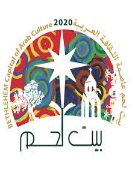 BETHLEHEM Capital of Arab Culture 2020
بيت لحم عاصمة الثقافة العربية
بيت لحم